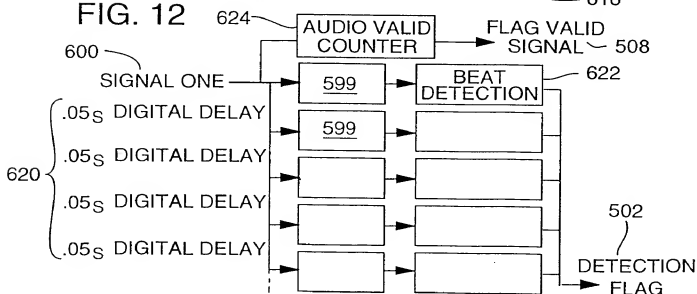 FIG. 12
624
AUDIO VALID
COUNTER
FLAG VALID
SIGNAL
508
600
SIGNAL ONE
599
BEAT
DETECTION
622
.05s DIGITAL DELAY
599
.05s DIGITAL DELAY
620
.05s DIGITAL DELAY
.05s DIGITAL DELAY
502
DETECTION
FLAG